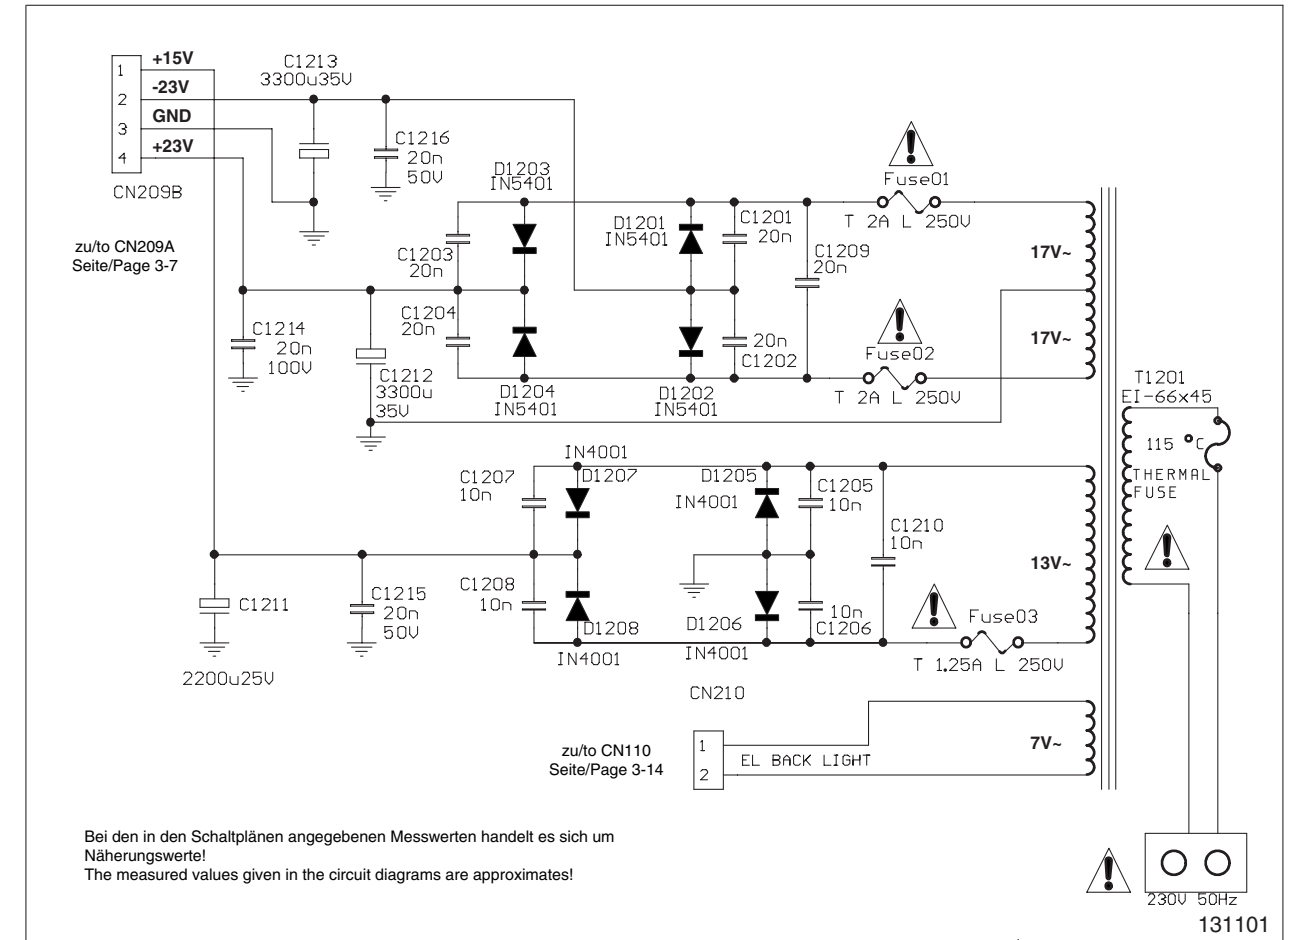 +15V
-23V
GND
+23V
1
2
3
4
CN209B
zu/to CN209A
Seite/Page 3-7
C1213
3300u35V
C1216
20n
50V
D1203
IN5401
D1201
IN5401
C1201
20n
C1209
20n
Fuse01
T 2A L 250V
17V~
C1203
20n
C1204
20n
C1214
20n
100V
C1212
3300u
35V
D1204
IN5401
D1202
IN5401
20n
C1202
Fuse02
T 2A L 250V
17V~
T1201
EI-66x45
115 °C
THERMAL
FUSE
IN4001
D1207
C1207
10n
D1205
IN4001
C1205
10n
C1210
10n
13V~
C1211
2200u25V
C1215
20n
50V
C1208
10n
D1208
IN4001
D1206
IN4001
10n
C1206
Fuse03
T 1.25A L 250V
CN210
zu/to CN110
Seite/Page 3-14
1
2
EL BACK LIGHT
7V~
Bei den in den Schaltplänen angegebenen Messwerten handelt es sich um
Näherungswerte!
The measured values given in the circuit diagrams are approximates!
230V 50Hz
131101